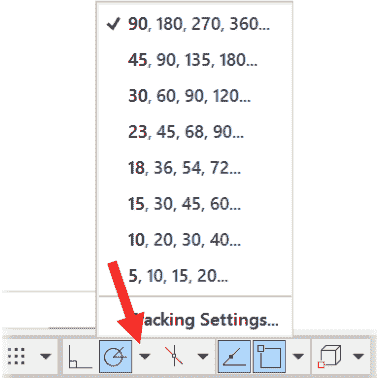 90, 180, 270, 360...
45, 90, 135, 180...
30, 60, 90, 120...
23, 45, 68, 90...
18, 36, 54, 72...
15, 30, 45, 60...
10, 20, 30, 40...
5, 10, 15, 20...
Tracking Settings...